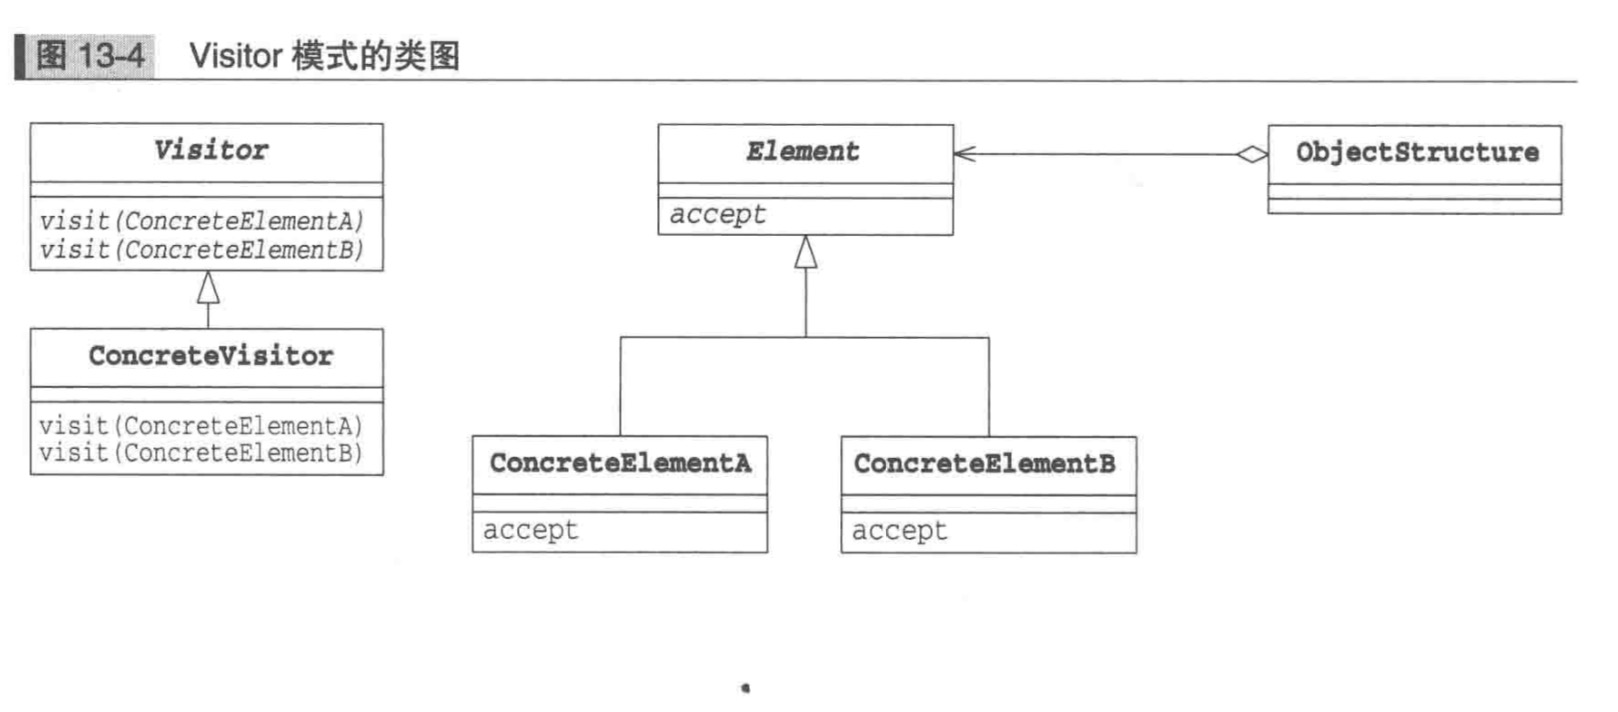 图 13-4 Visitor 模式的类图
Visitor
visit(ConcreteElementA)
visit(ConcreteElementB)
ConcreteVisitor
visit(ConcreteElementA)
visit(ConcreteElementB)
Element
accept
ObjectStructure
ConcreteElementA
accept
ConcreteElementB
accept